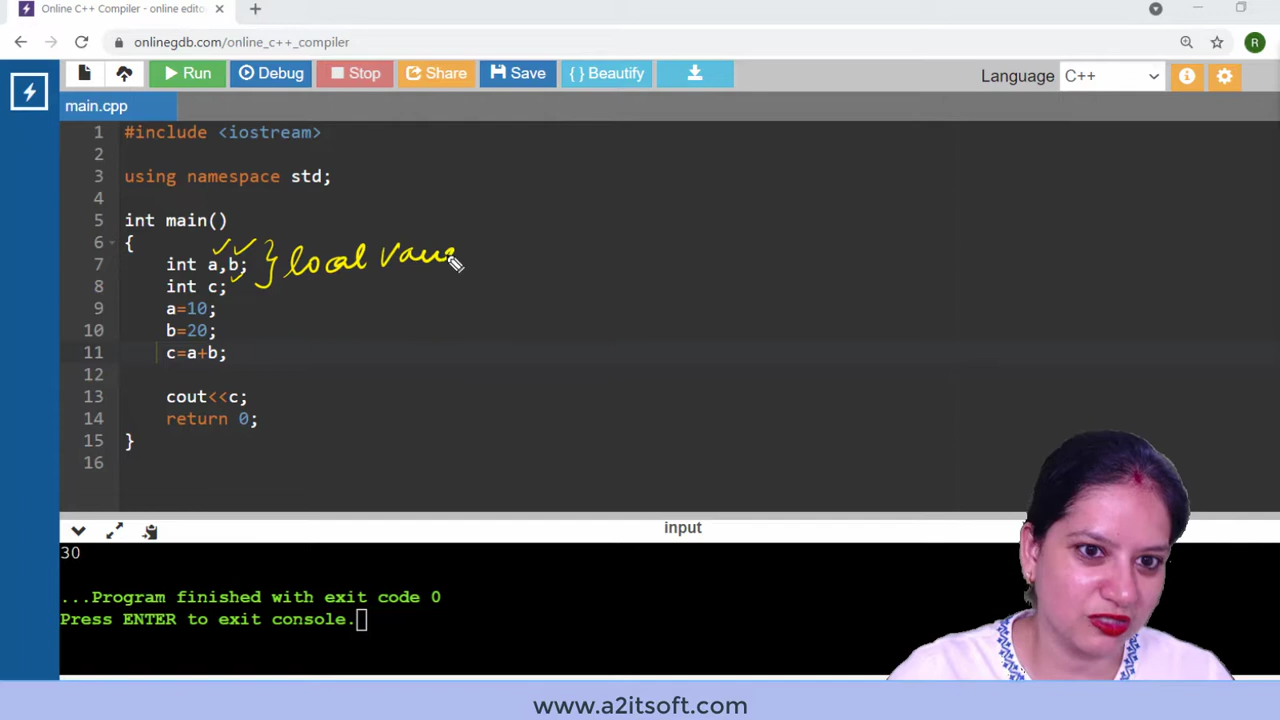 Online C++ Compiler - online edito
onlinegdb.com/online_c++_compiler
R
Run
Debug
Stop
Share
Save
{ } Beautify
Language
C++
main.cpp
1 #include <iostream>
2
3 using namespace std;
4
5 int main()
6 {
7 int a,b;
8 int c;
} local
9 a=10;
10 b=20;
11 c=a+b;
12
13 cout<<c;
14 return 0;
15 }
16
input
30
...Program finished with exit code 0
Press ENTER to exit console.
www.a2itsoft.com